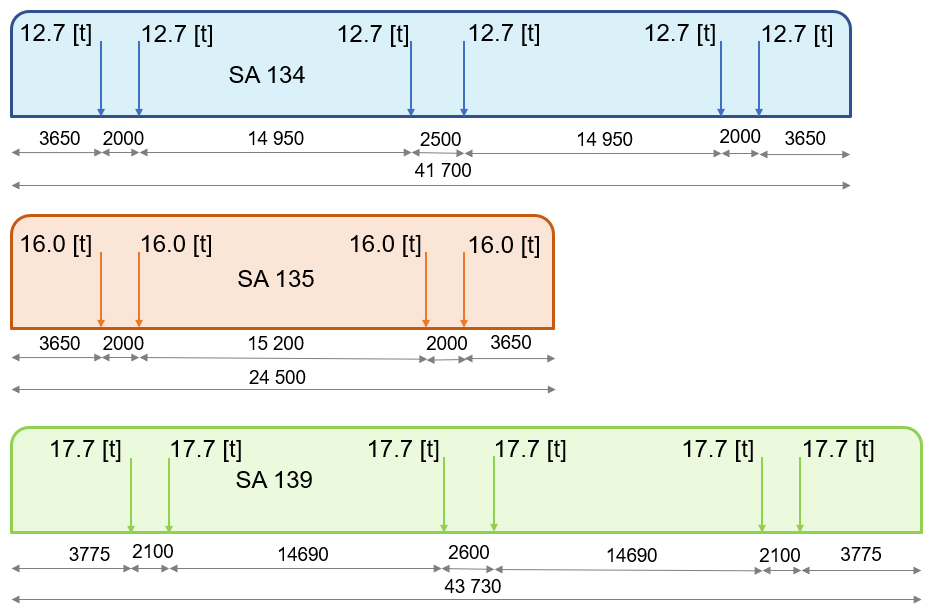 12.7 [t] 12.7 [t] 12.7 [t] 12.7 [t] 12.7 [t] 12.7 [t]
SA 134
3650 2000 14 950 2500 14 950 2000 3650
41 700
16.0 [t] 16.0 [t] 16.0 [t] 16.0 [t]
SA 135
3650 2000 15 200 2000 3650
24 500
17.7 [t] 17.7 [t] 17.7 [t] 17.7 [t] 17.7 [t] 17.7 [t]
SA 139
3775 2100 14690 2600 14690 2100 3775
43 730